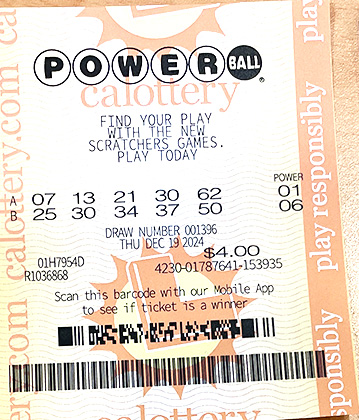 POWERBALL
calottery
FIND YOUR PLAY
WITH THE NEW
SCRATCHERS GAMES.
PLAY TODAY
POWER
A 07 13 21 30 62 01
B 25 30 34 37 50 06
DRAW NUMBER 001396
THU DEC 19 2024
$4.00
01H7954D
4230-01787641-153935
R1036868
Scan this barcode with our Mobile App
to see if ticket is a winner
calottery
calottery.com
play responsibly